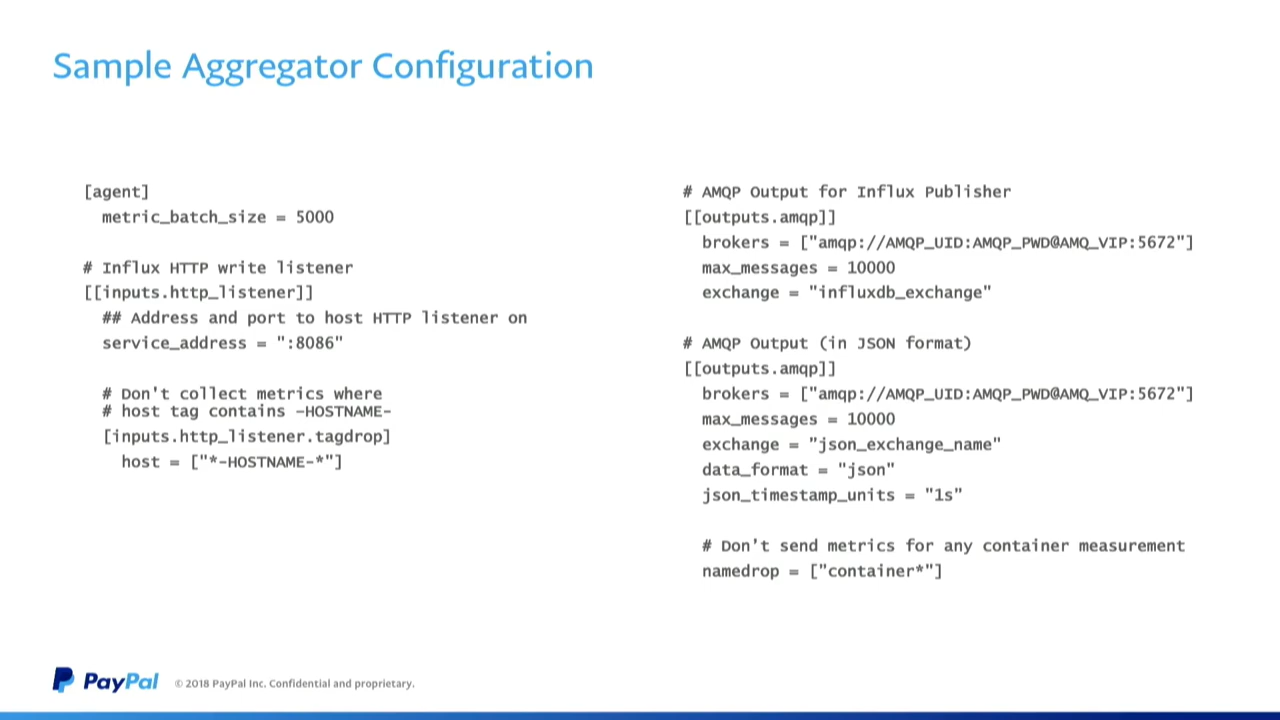 Sample Aggregator Configuration
[agent]
metric_batch_size = 5000
# Influx HTTP write listener
[[inputs.http_listener]]
## Address and port to host HTTP listener on
service_address = ":8086"
# Don't collect metrics where
# host tag contains -HOSTNAME-
[inputs.http_listener.tagdrop]
host = ["*-HOSTNAME-*"]
# AMQP Output for Influx Publisher
[[outputs.amqp]]
brokers = ["amqp://AMQP_UID:AMQP_PWD@AMQ_VIP:5672"]
max_messages = 10000
exchange = "influxdb_exchange"
# AMQP Output (in JSON format)
[[outputs.amqp]]
brokers = ["amqp://AMQP_UID:AMQP_PWD@AMQ_VIP:5672"]
max_messages = 10000
exchange = "json_exchange_name"
data_format = "json"
json_timestamp_units = "1s"
# Don't send metrics for any container measurement
namedrop = ["container*"]
PayPal
© 2018 PayPal Inc. Confidential and proprietary.